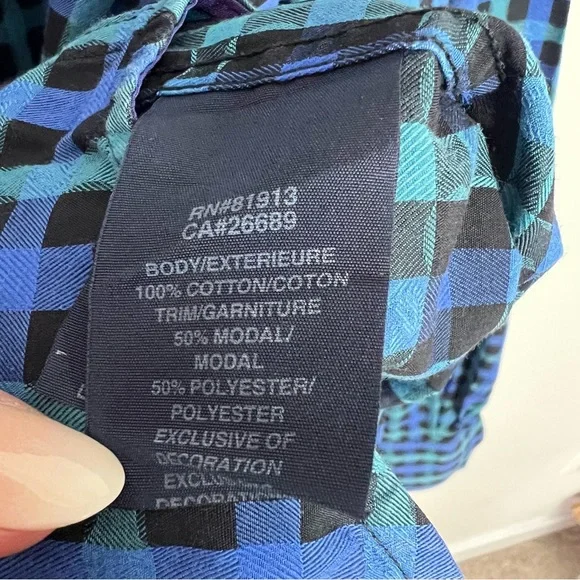 RN#81913
CA#26689
BODY/EXTERIEURE
100% COTTON/COTON
TRIM/GARNITURE
50% MODAL/
MODAL
50% POLYESTER/
POLYESTER
EXCLUSIVE OF
DECORATION